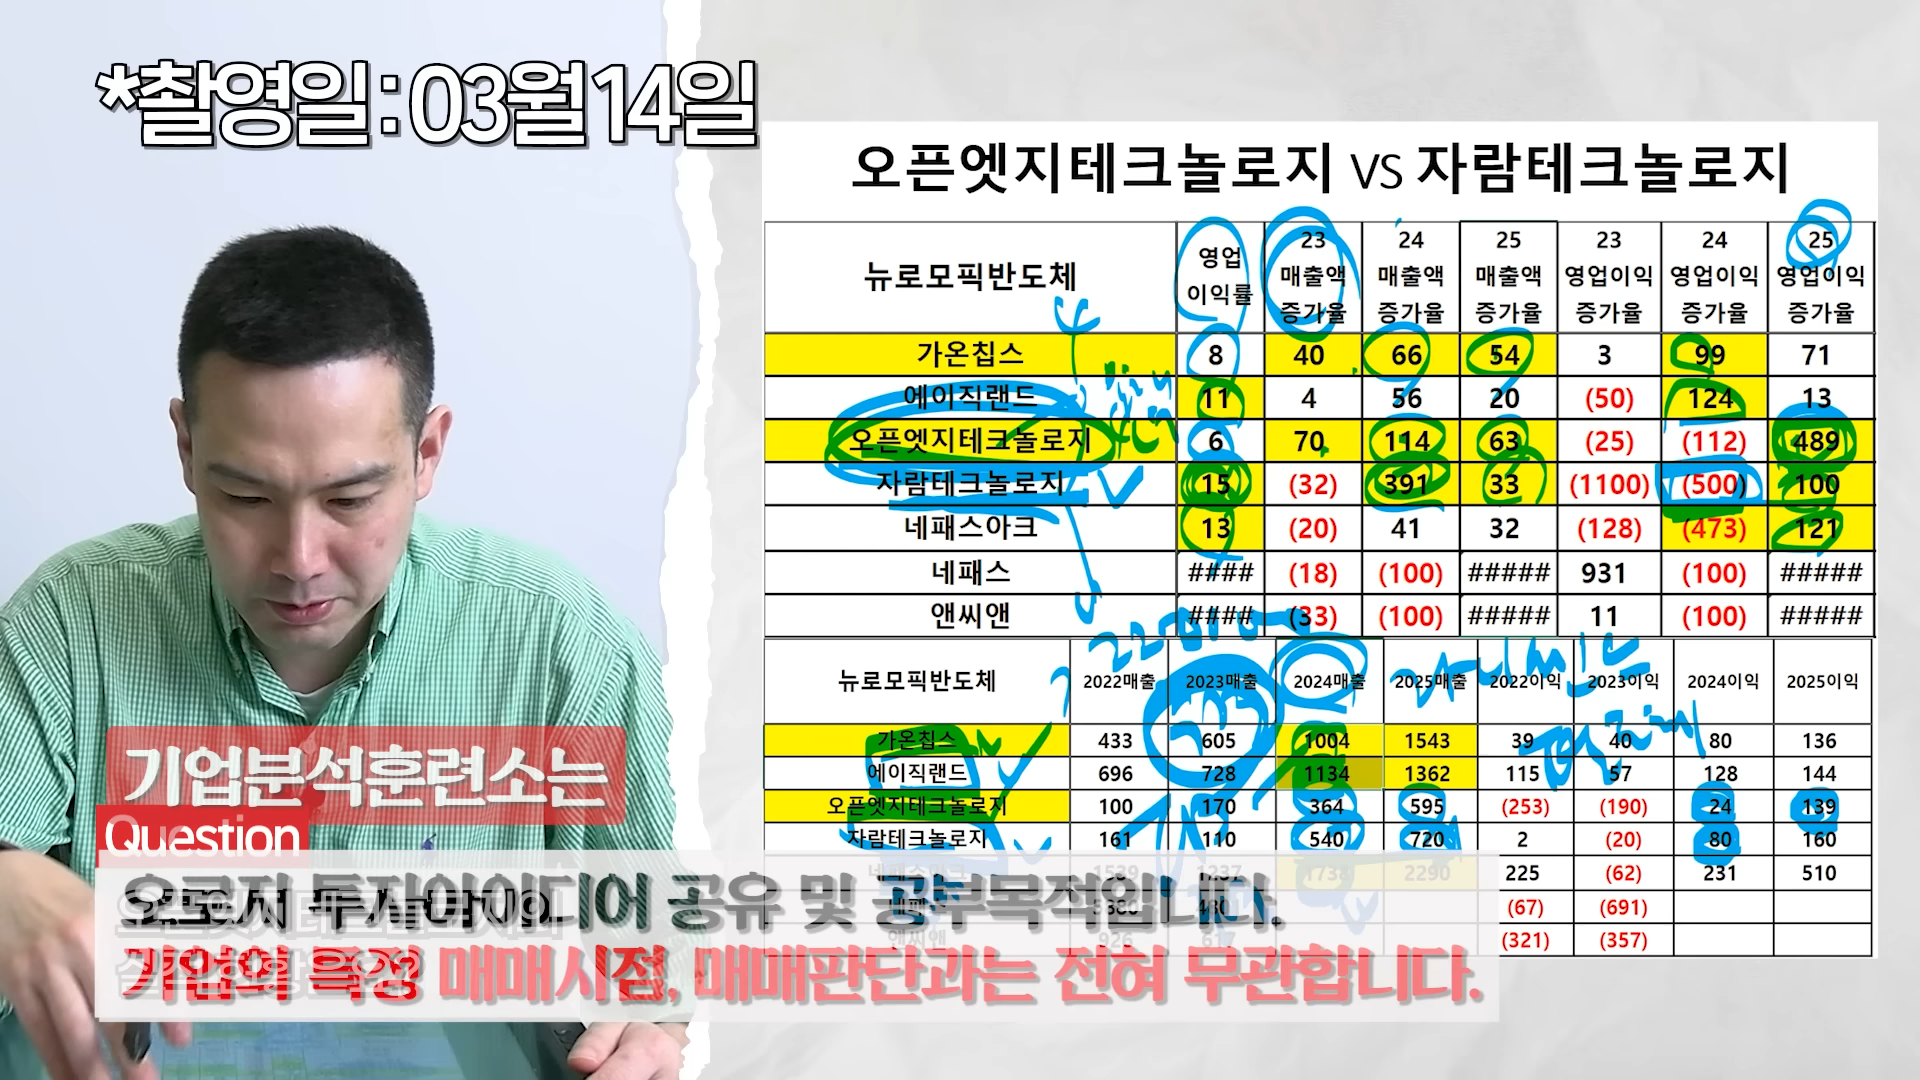 *촬영일 : 03월 14일
오픈엣지테크놀로지 VS 자람테크놀로지
뉴로모픽반도체 영업이익률 23 매출액 증가율 24 매출액 증가율 25 매출액 증가율 23 영업이익 증가율 24 영업이익 증가율 25 영업이익 증가율
가온칩스 8 40 66 54 3 99 71
에이직랜드 11 4 56 20 (50) 124 13
오픈엣지테크놀로지 6 70 114 63 (25) (112) 489
자람테크놀로지 15 (32) 391 33 (1100) (500) 100
네패스아크 13 (20) 41 32 (128) (473) 121
네패스 #### (18) (100) ##### 931 (100) #####
앤씨앤 #### (33) (100) ##### 11 (100) #####
뉴로모픽반도체 2022매출 2023매출 2024매출 2025매출 2022이익 2023이익 2024이익 2025이익
가온칩스 433 605 1004 1543 39 40 80 136
에이직랜드 696 728 1134 1362 115 57 128 144
오픈엣지테크놀로지 100 170 364 595 (253) (190) 24 139
자람테크놀로지 161 110 540 720 2 (20) 80 160
225 (62) 231 510
(67) (691)
(321) (357)
기업분석훈련소는
Question
오로지 투자아이디어 공유 및 공부목적입니다.
기업의 특정 매매시점, 매매판단과는 전혀 무관합니다.